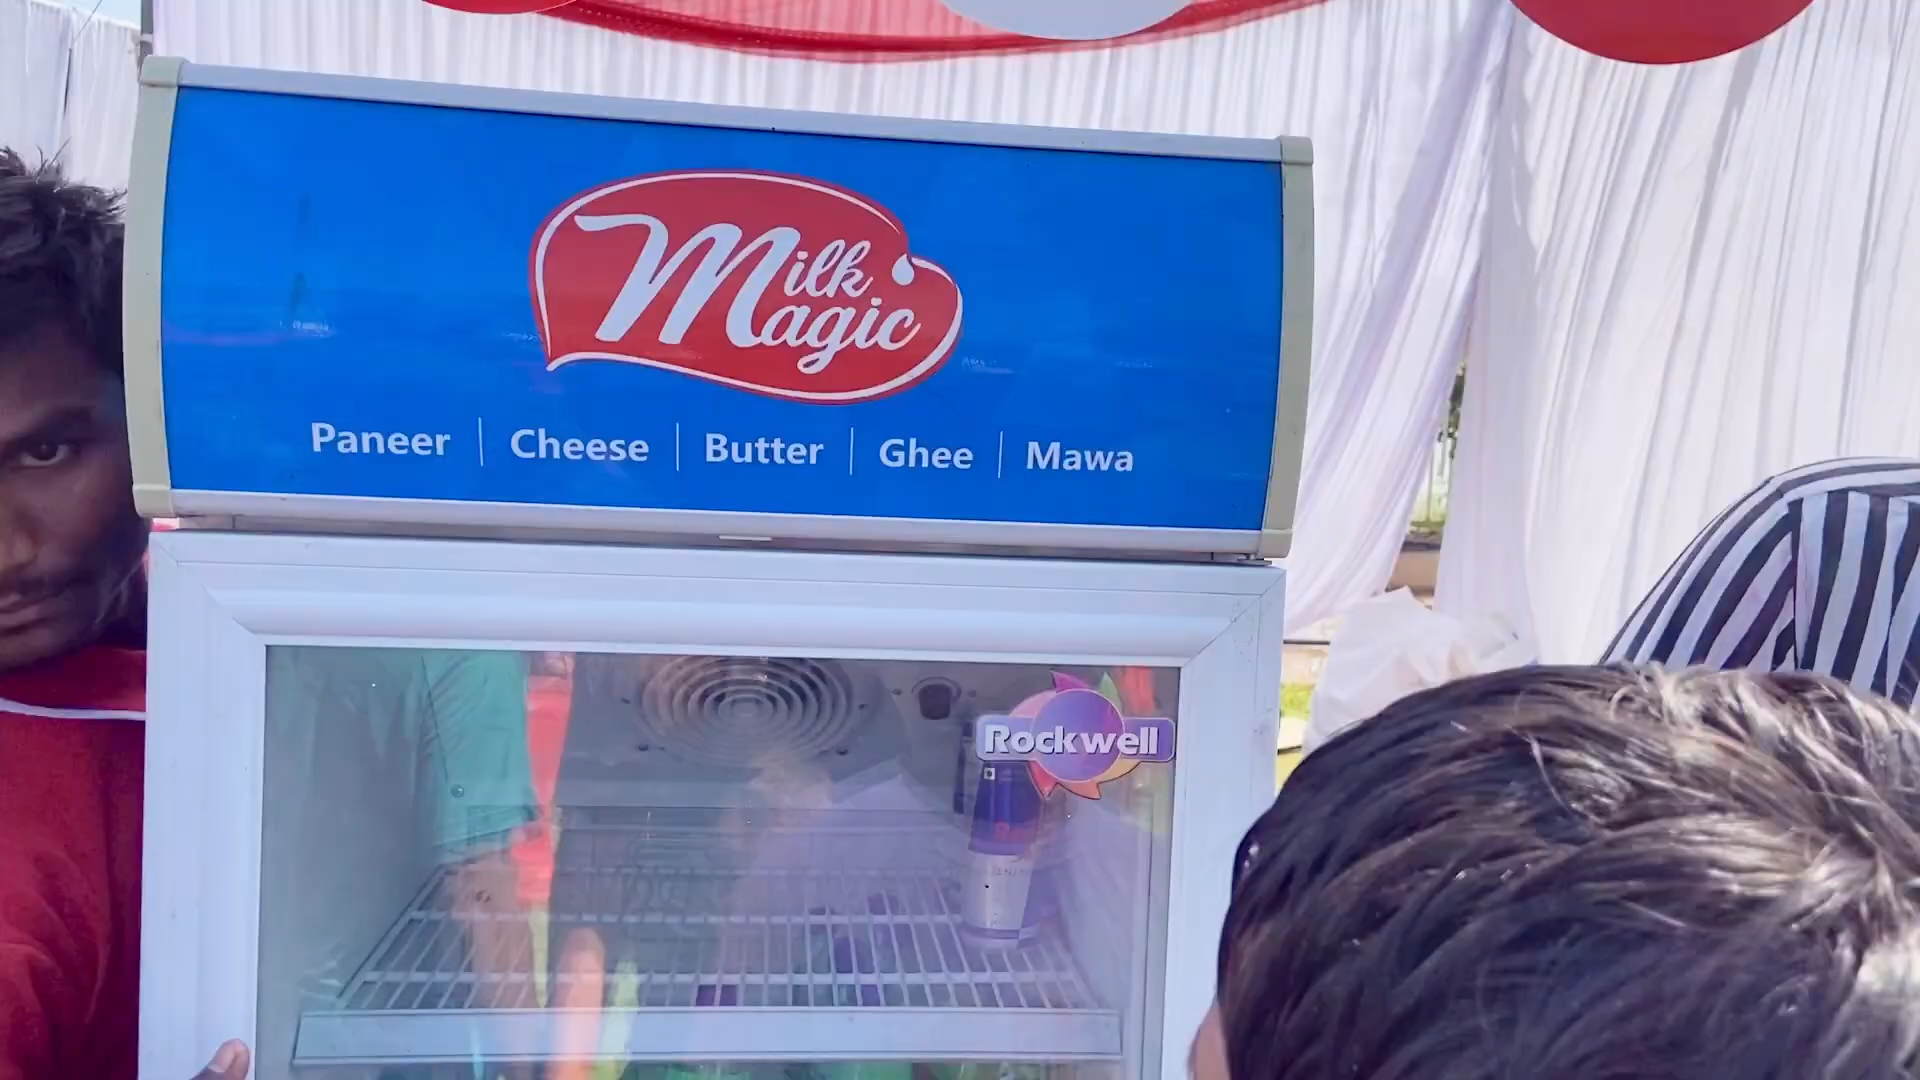 Milk
Magic
Paneer | Cheese | Butter | Ghee | Mawa
Rockwell